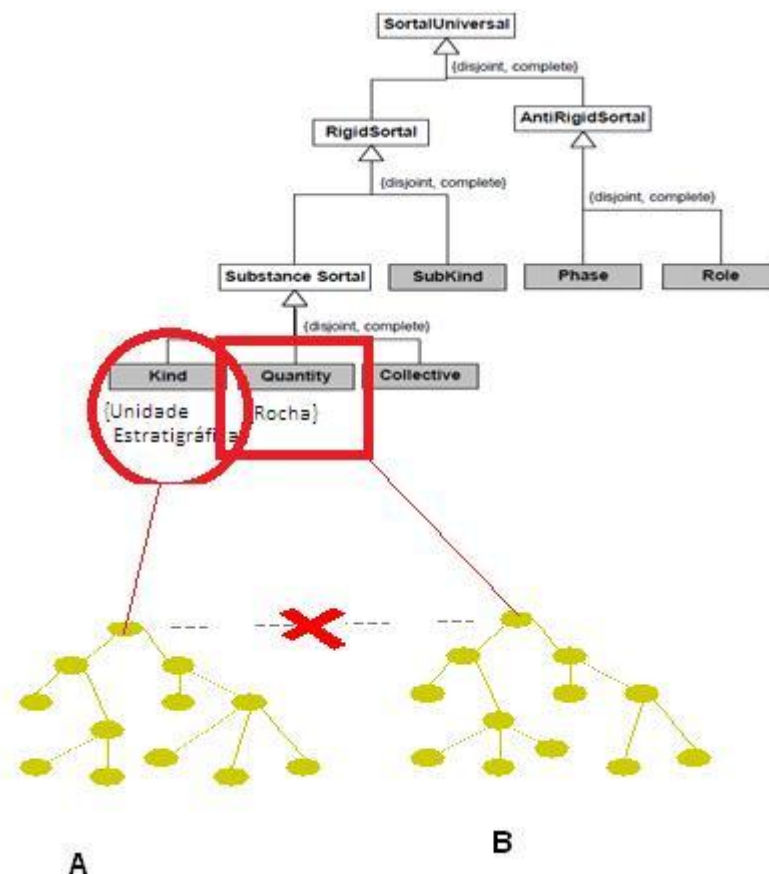 SortalUniversal
{disjoint, complete}
RigidSortal
AntiRigidSortal
{disjoint, complete}
{disjoint, complete}
Substance Sortal
SubKind
Phase
Role
{disjoint, complete}
Kind
Quantity
Collective
{Unidade
Estratigráfica
Rocha}
A
B